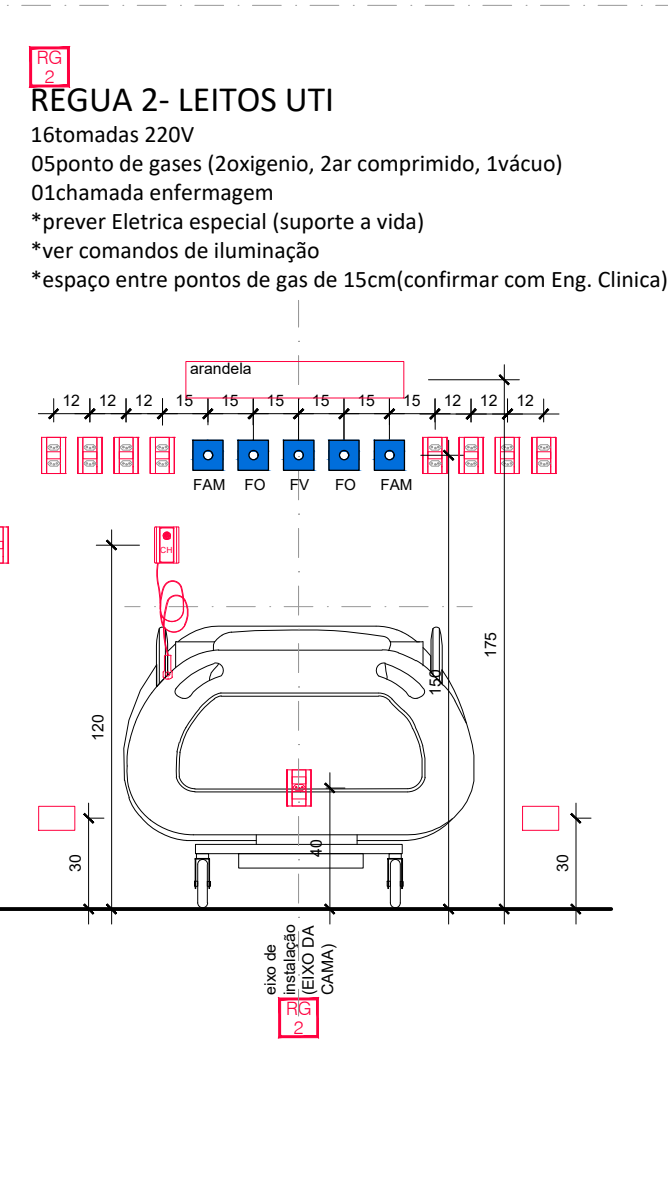 RG
2
REGUA 2- LEITOS UTI
16tomadas 220V
05ponto de gases (2oxigenio, 2ar comprimido, 1vácuo)
01chamada enfermagem
*prever Eletrica especial (suporte a vida)
*ver comandos de iluminação
*espaço entre pontos de gas de 15cm(confirmar com Eng. Clinica)
arandela
12 12 12 15 15 15 15 15 15 12 12 12
FAM FO FV FO FAM
CH
175
150
120
40
30
30
eixo de
instalação
(EIXO DA
CAMA)
RG
2